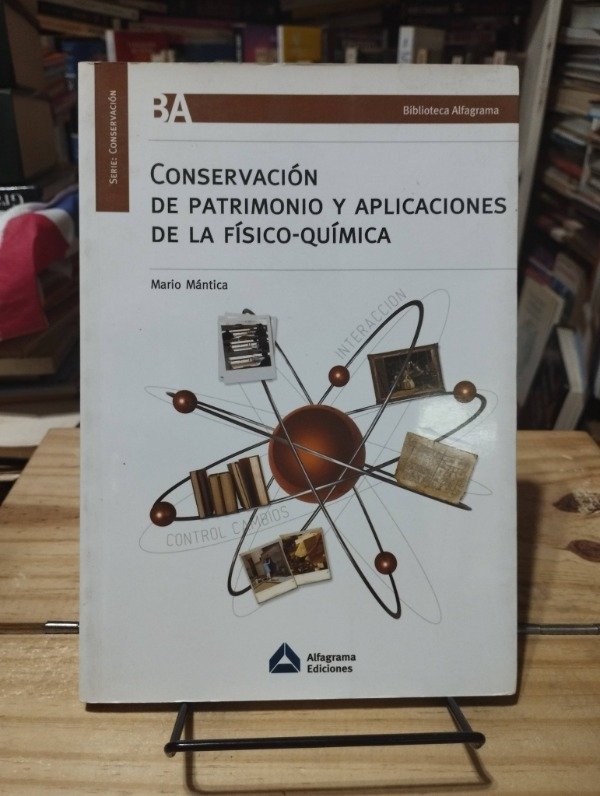 SERIE: CONSERVACIÓN
BA
Biblioteca Alfagrama
CONSERVACIÓN
DE PATRIMONIO Y APLICACIONES
DE LA FÍSICO-QUÍMICA
Mario Mántica
INTERACCION
CONTROL CAMBIOS
Alfagrama
Ediciones